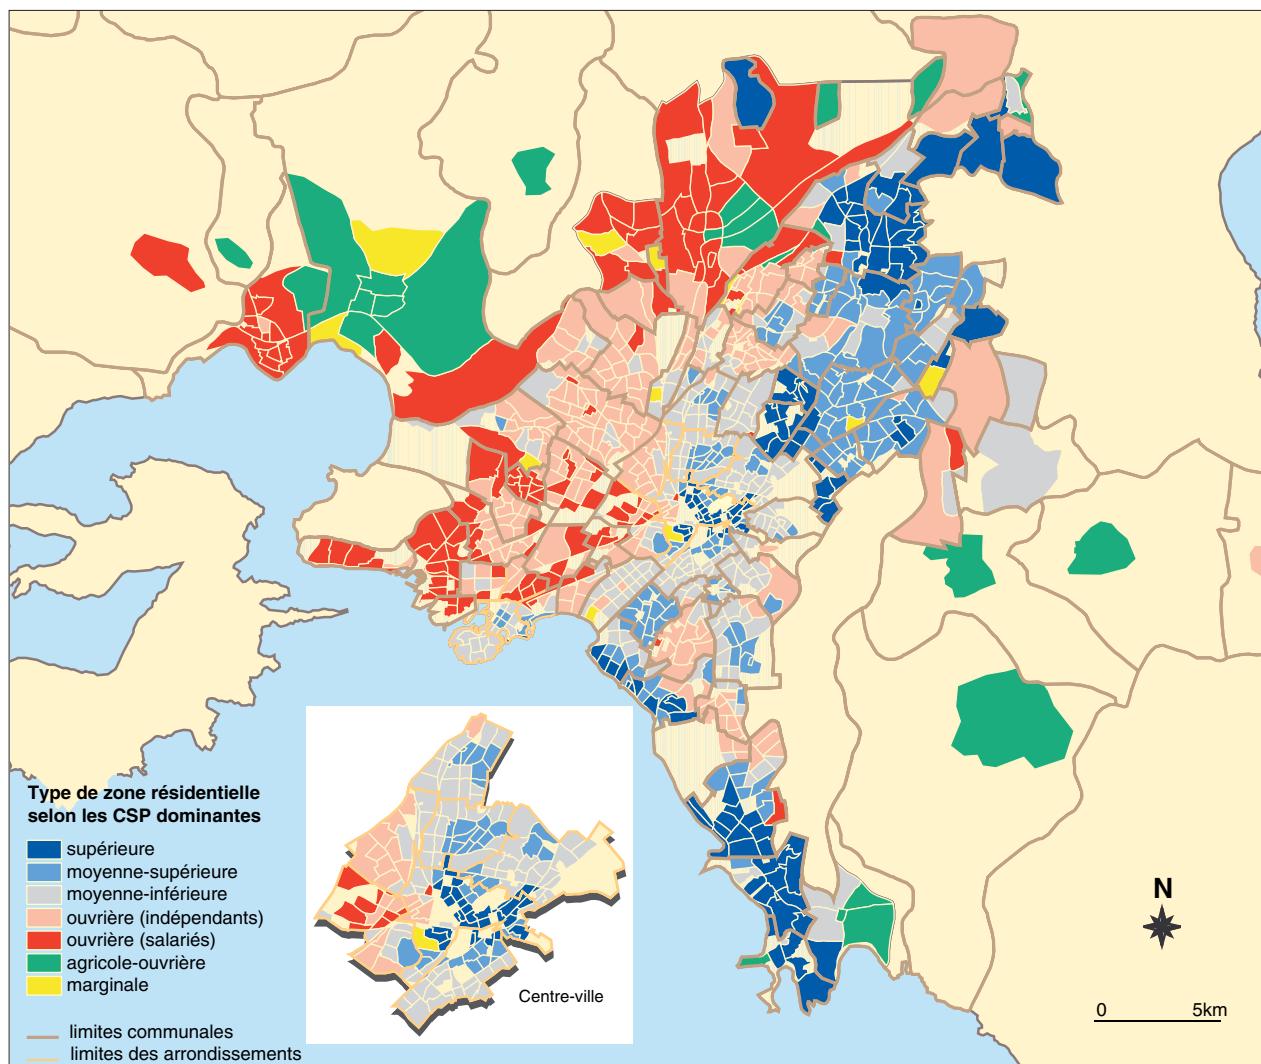 Type de zone résidentielle
selon les CSP dominantes
supérieure
moyenne-supérieure
moyenne-inférieure
ouvrière (indépendants)
ouvrière (salariés)
agricole-ouvrière
marginale
limites communales
limites des arrondissements
Centre-ville
N
0 5km